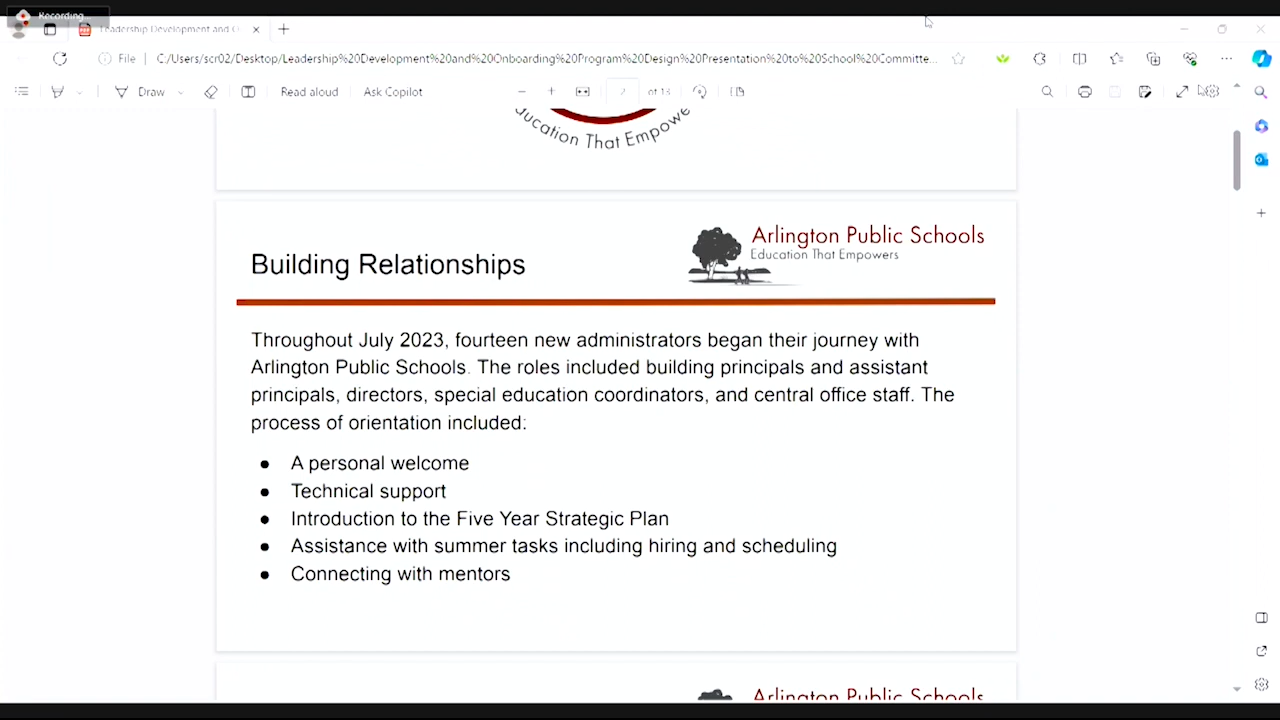 Recording...
Leadership Development and O
File
C:/Users/scr02/Desktop/Leadership%20Development%20and%20Onboarding%20Program%20Design%20Presentation%20to%20School%20Committe...
Draw
Read aloud
Ask Copilot
2 of 13
Education That Empowe
Building Relationships
Arlington Public Schools
Education That Empowers
Throughout July 2023, fourteen new administrators began their journey with
Arlington Public Schools. The roles included building principals and assistant
principals, directors, special education coordinators, and central office staff. The
process of orientation included:
● A personal welcome
● Technical support
● Introduction to the Five Year Strategic Plan
● Assistance with summer tasks including hiring and scheduling
● Connecting with mentors
Arlington Public Schools